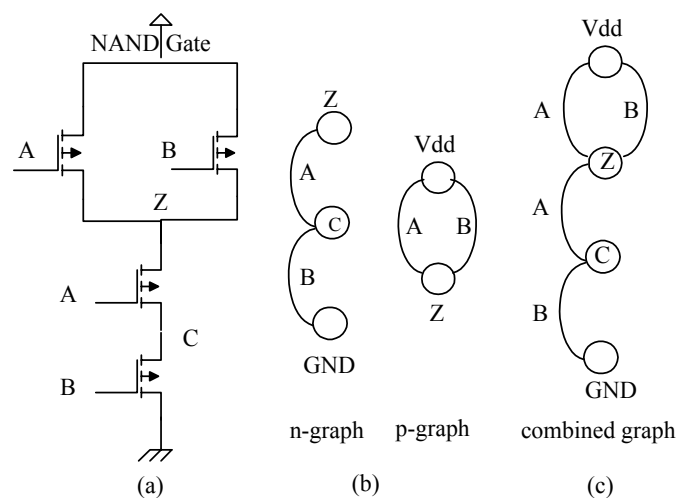 NAND Gate
A
B
Z
A
C
B
(a)
Z
A
C
B
GND
n-graph
Vdd
A
B
Z
p-graph
(b)
Vdd
A
B
Z
A
C
B
GND
combined graph
(c)